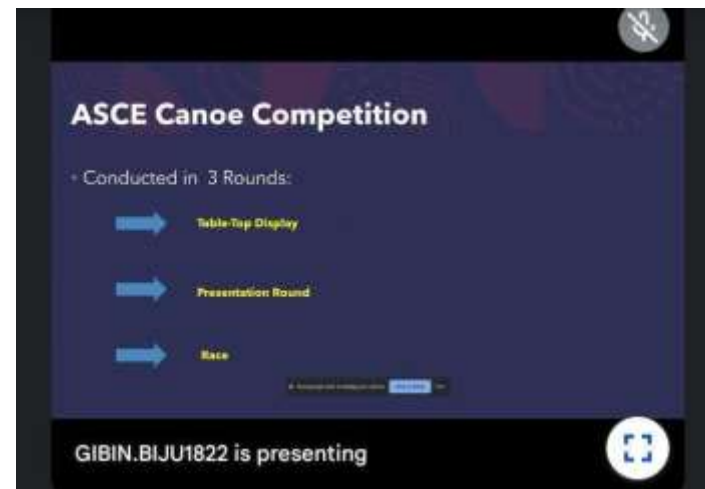 ASCE Canoe Competition
• Conducted in 3 Rounds:
Table-Top Display
Presentation Round
Race
GIBIN.BIJU1822 is presenting